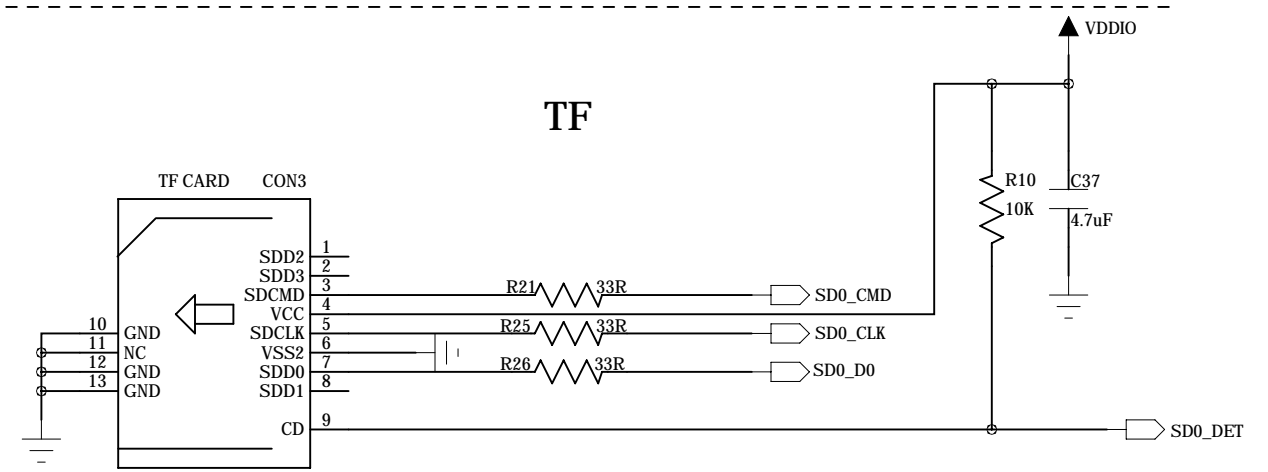 VDDIO
TF
TF CARD CON3
R10
10K
C37
4.7uF
SDD2 1
SDD3 2
SDCMD 3
R21 33R
SD0_CMD
VCC 4
10 GND
SDCLK 5
R25 33R
SD0_CLK
11 NC
VSS2 6
12 GND
SDD0 7
R26 33R
SD0_D0
13 GND
SDD1 8
CD 9
SD0_DET